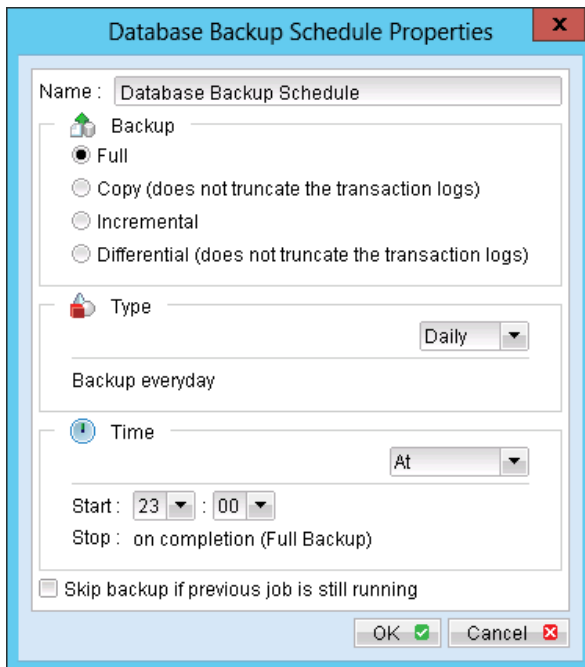 Database Backup Schedule Properties
x
Name : Database Backup Schedule
Backup
Full
Copy (does not truncate the transaction logs)
Incremental
Differential (does not truncate the transaction logs)
Type
Daily
Backup everyday
Time
At
Start : 23 : 00
Stop : on completion (Full Backup)
Skip backup if previous job is still running
OK Cancel